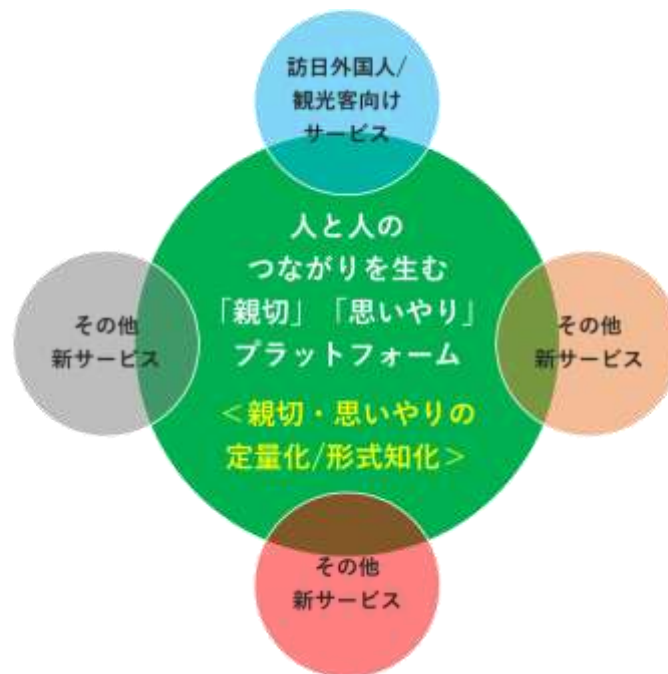 訪日外国人/
観光客向け
サービス
人と人の
つながりを生む
「親切」「思いやり」
プラットフォーム
＜親切・思いやりの
定量化/形式知化＞
その他
新サービス
その他
新サービス
その他
新サービス